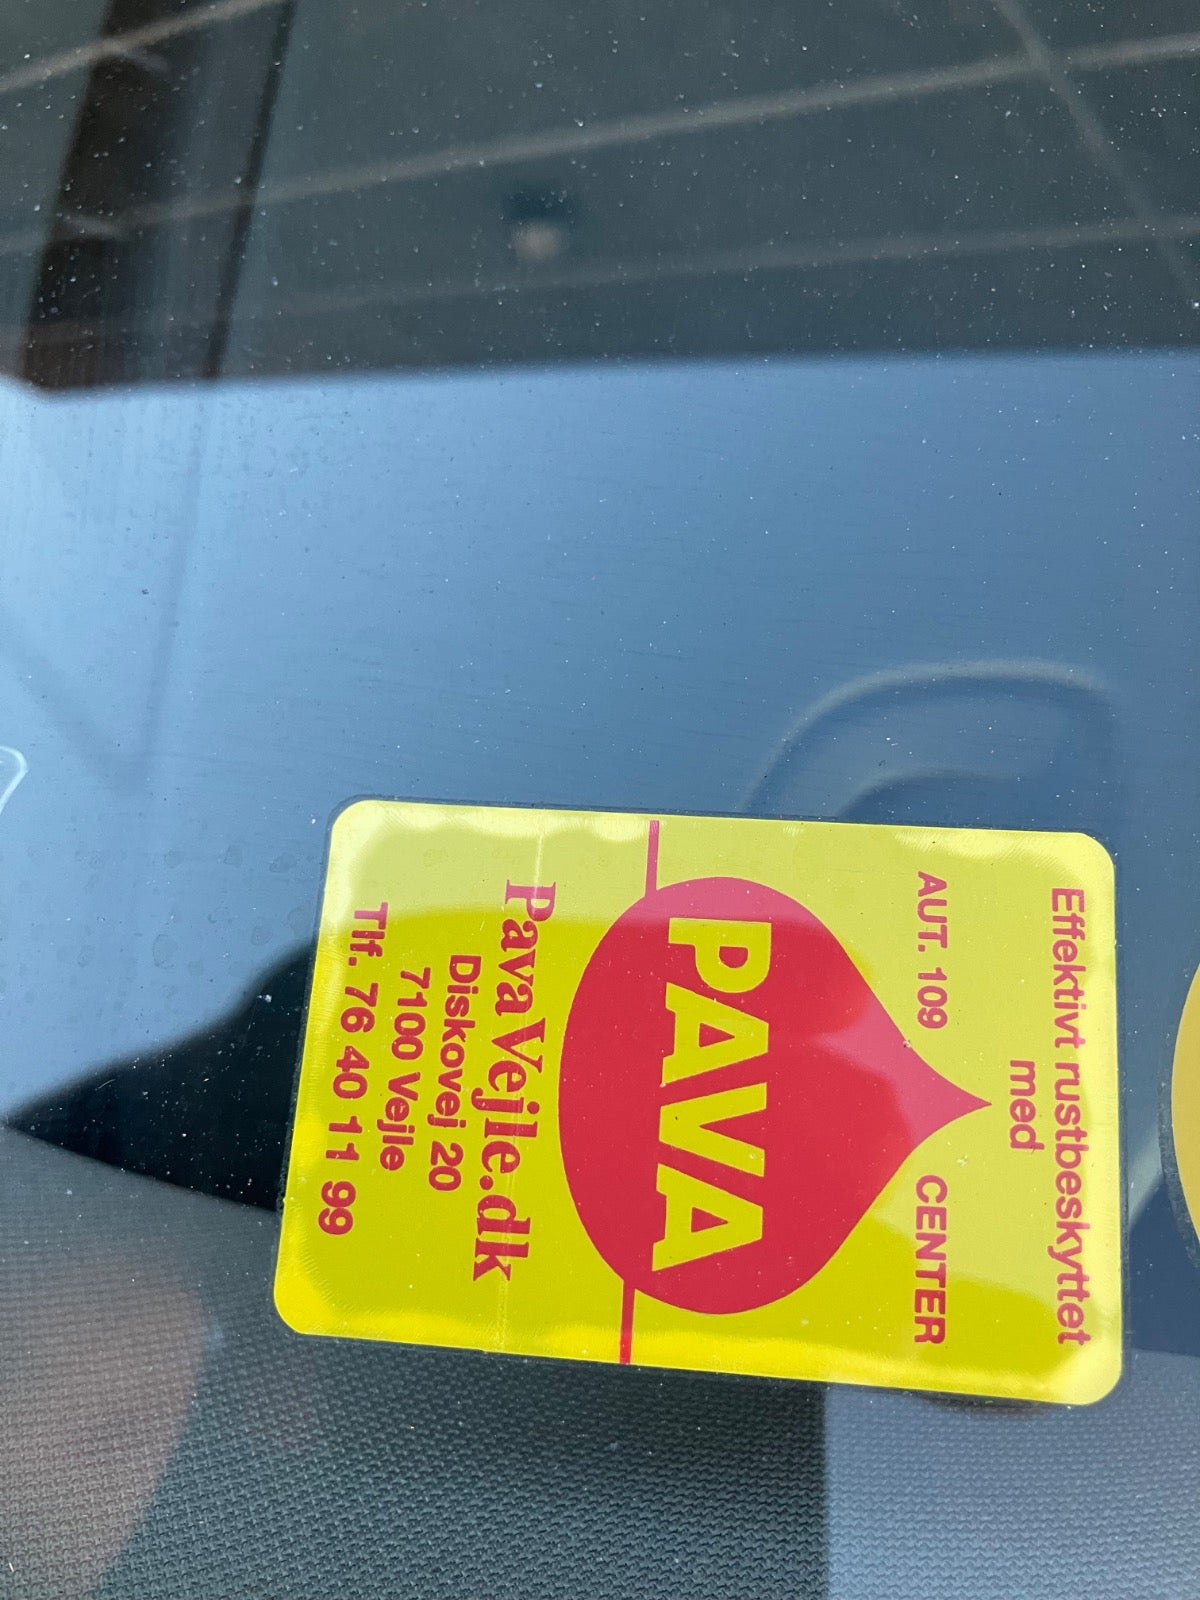 Effektivt rustbeskyttet
med
AUT. 109 CENTER
PAVA
PavaVejle.dk
Diskovej 20
7100 Vejle
Tlf. 76 40 11 99